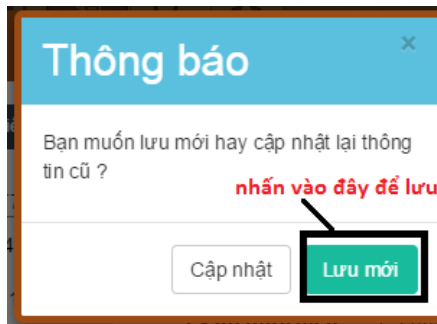 Thông báo
×
Bạn muốn lưu mới hay cập nhật lại thông
tin cũ ?
nhấn vào đây để lưu
Cập nhật
Lưu mới